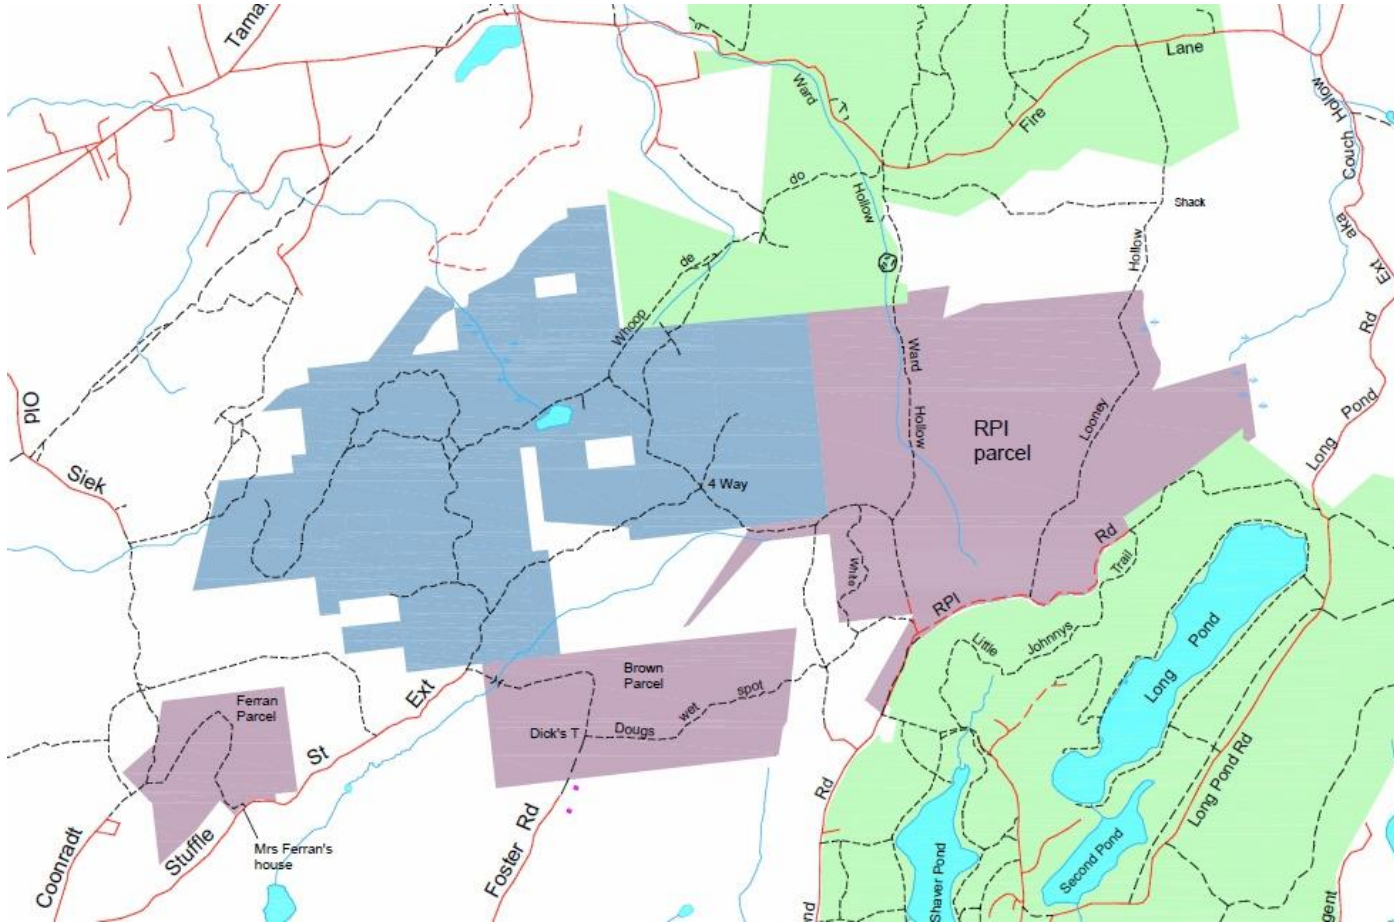 Tama
Rd
Lane
Ward
Fire
Couch Hollow
do
Hollow
Shack
aka
Hollow
de
Ext
Whoop
Rd
Ward
Old
Pond
Hollow
Looney
RPI
parcel
Long
Siek
4 Way
Rd
White
Trail
RPI
Little
Johnnys
Pond
Long
Brown
Parcel
Ext
spot
wet
Ferran
Parcel
Dick's T
Dougs
St
Long Pond Rd
Rd
Rd
Coonradt
Stuffle
Mrs Ferran's
house
Foster
Shaver Pond
Second Pond
nd
gent